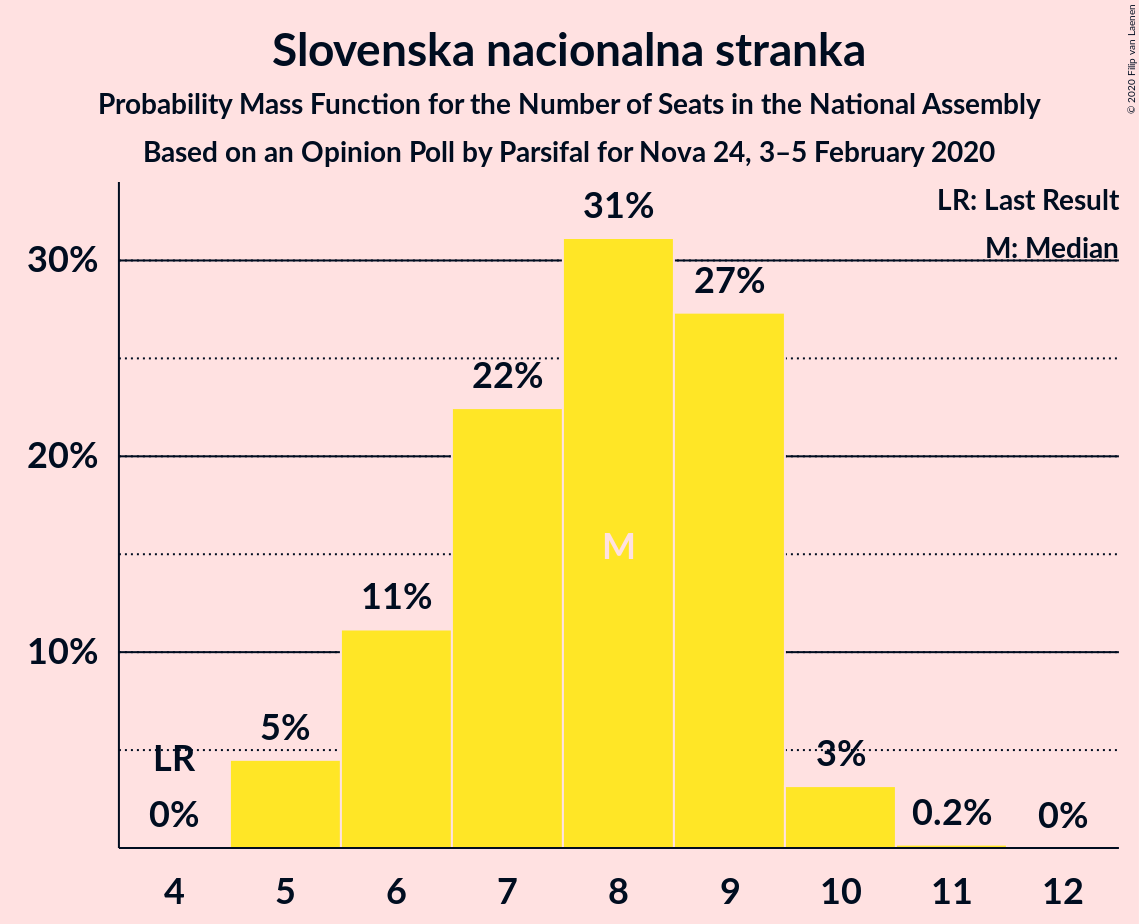 Slovenska nacionalna stranka
Probability Mass Function for the Number of Seats in the National Assembly
Based on an Opinion Poll by Parsifal for Nova 24, 3–5 February 2020
© 2020 Filip van Laenen
LR: Last Result
M: Median
30%
20%
10%
LR
0%
5%
11%
22%
31%
M
27%
3%
0.2%
0%
4 5 6 7 8 9 10 11 12